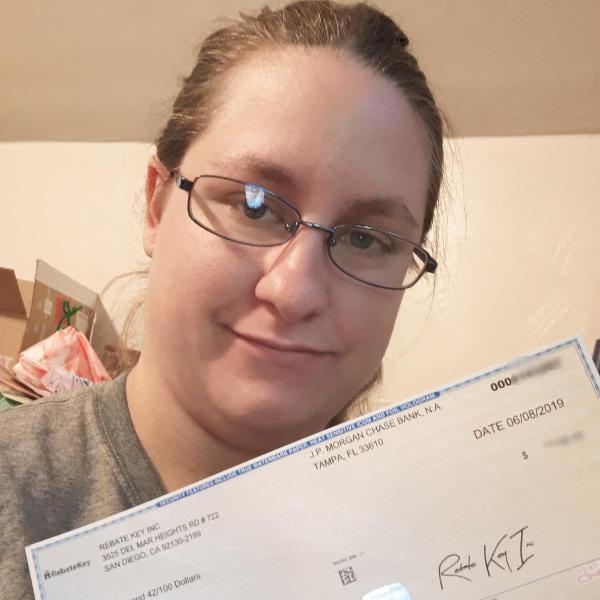 SECURITY FEATURES INCLUDE TRUE WATERMARK PAPER, HEAT SENSITIVE ICON AND FOIL HOLOGRAM
000
J.P. MORGAN CHASE BANK, N.A.
TAMPA, FL 33610
DATE 06/08/2019
$
RebateKey
REBATE KEY INC
3525 DEL MAR HEIGHTS RD # 722
SAN DIEGO, CA 92130-2199
and 42/100 Dollars
Rebate Key Inc
HEAT